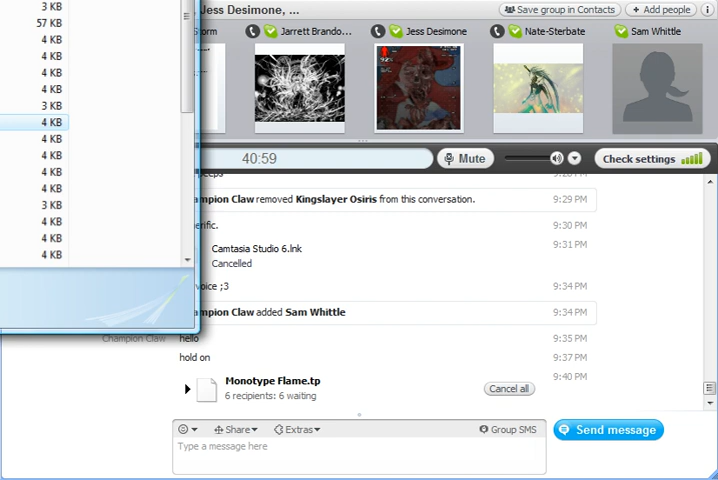 3 KB
57 KB
4 KB
4 KB
4 KB
4 KB
3 KB
4 KB
4 KB
4 KB
4 KB
4 KB
3 KB
4 KB
4 KB
4 KB
Jess Desimone, ...
Save group in Contacts
Add people
Jarrett Brando...
Jess Desimone
Nate-Sterbate
Sam Whittle
92%
40:59
Mute
Check settings
9:28 PM
Claw removed Kingslayer Osiris from this conversation.
9:29 PM
9:30 PM
Camtasia Studio 6.lnk
9:31 PM
Cancelled
voice ;3
9:34 PM
Claw added Sam Whittle
9:34 PM
Champion Claw
hello
9:35 PM
hold on
9:37 PM
Monotype Flame.tp
9:40 PM
6 recipients: 6 waiting
Cancel all
Share
Extras
Group SMS
Type a message here
Send message